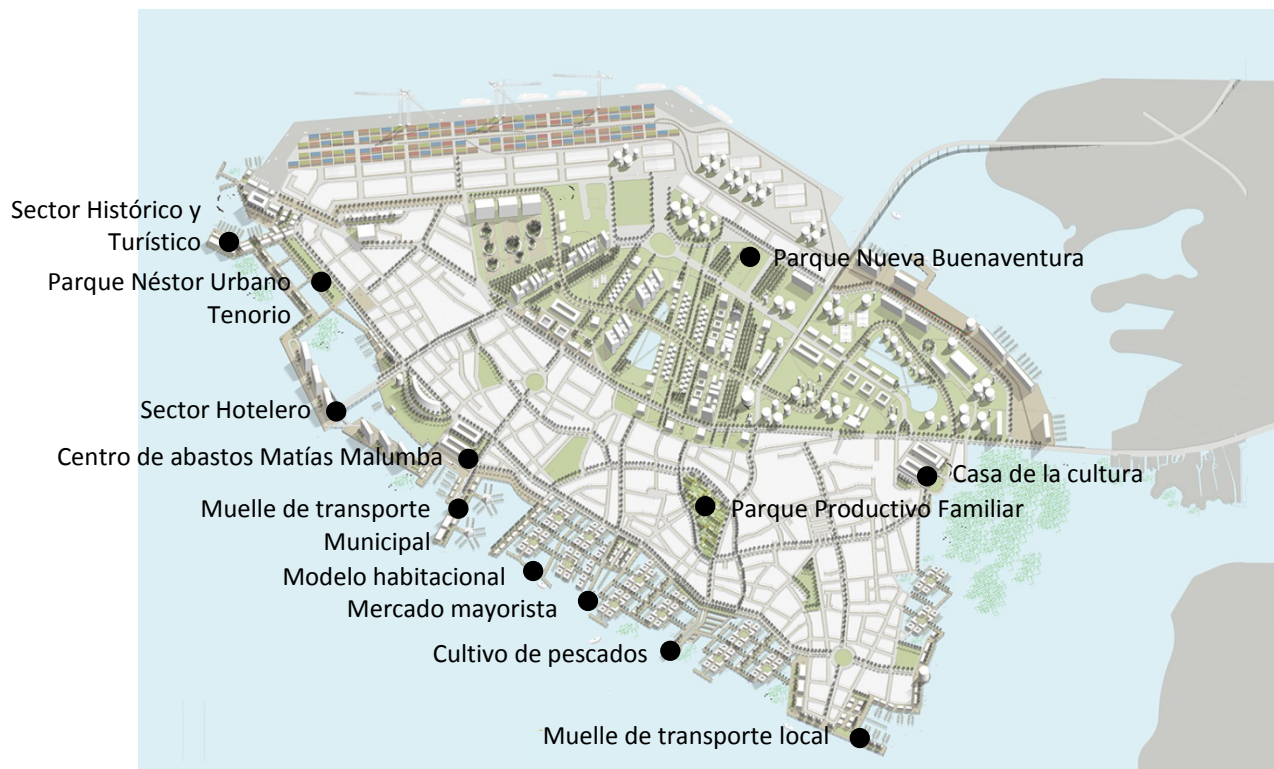 Sector Histórico y
Turístico
Parque Nueva Buenaventura
Parque Néstor Urbano
Tenorio
Sector Hotelero
Centro de abastos Matías Malumba
Casa de la cultura
Muelle de transporte
Municipal
Parque Productivo Familiar
Modelo habitacional
Mercado mayorista
Cultivo de pescados
Muelle de transporte local